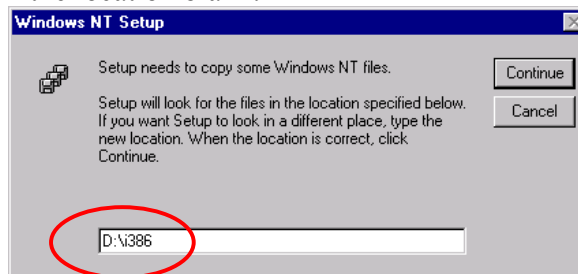 Windows NT Setup
Setup needs to copy some Windows NT files.
Continue
Setup will look for the files in the location specified below.
If you want Setup to look in a different place, type the
Cancel
new location. When the location is correct, click
Continue.
D:\i386